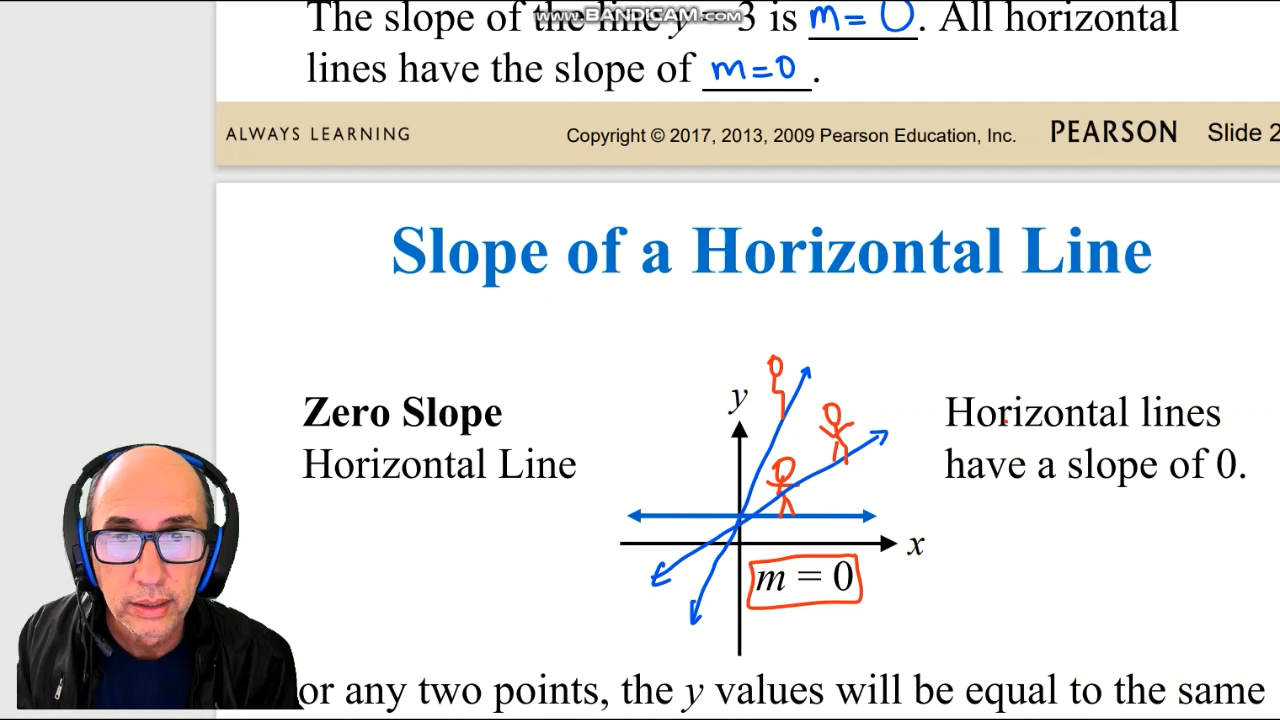 www.BANDICAM.com
The slope of the line y = 3 is m = 0. All horizontal
lines have the slope of m = 0.
ALWAYS LEARNING Copyright © 2017, 2013, 2009 Pearson Education, Inc. PEARSON Slide 2
Slope of a Horizontal Line
Zero Slope
Horizontal Line
y
x
m = 0
Horizontal lines
have a slope of 0.
or any two points, the y values will be equal to the same